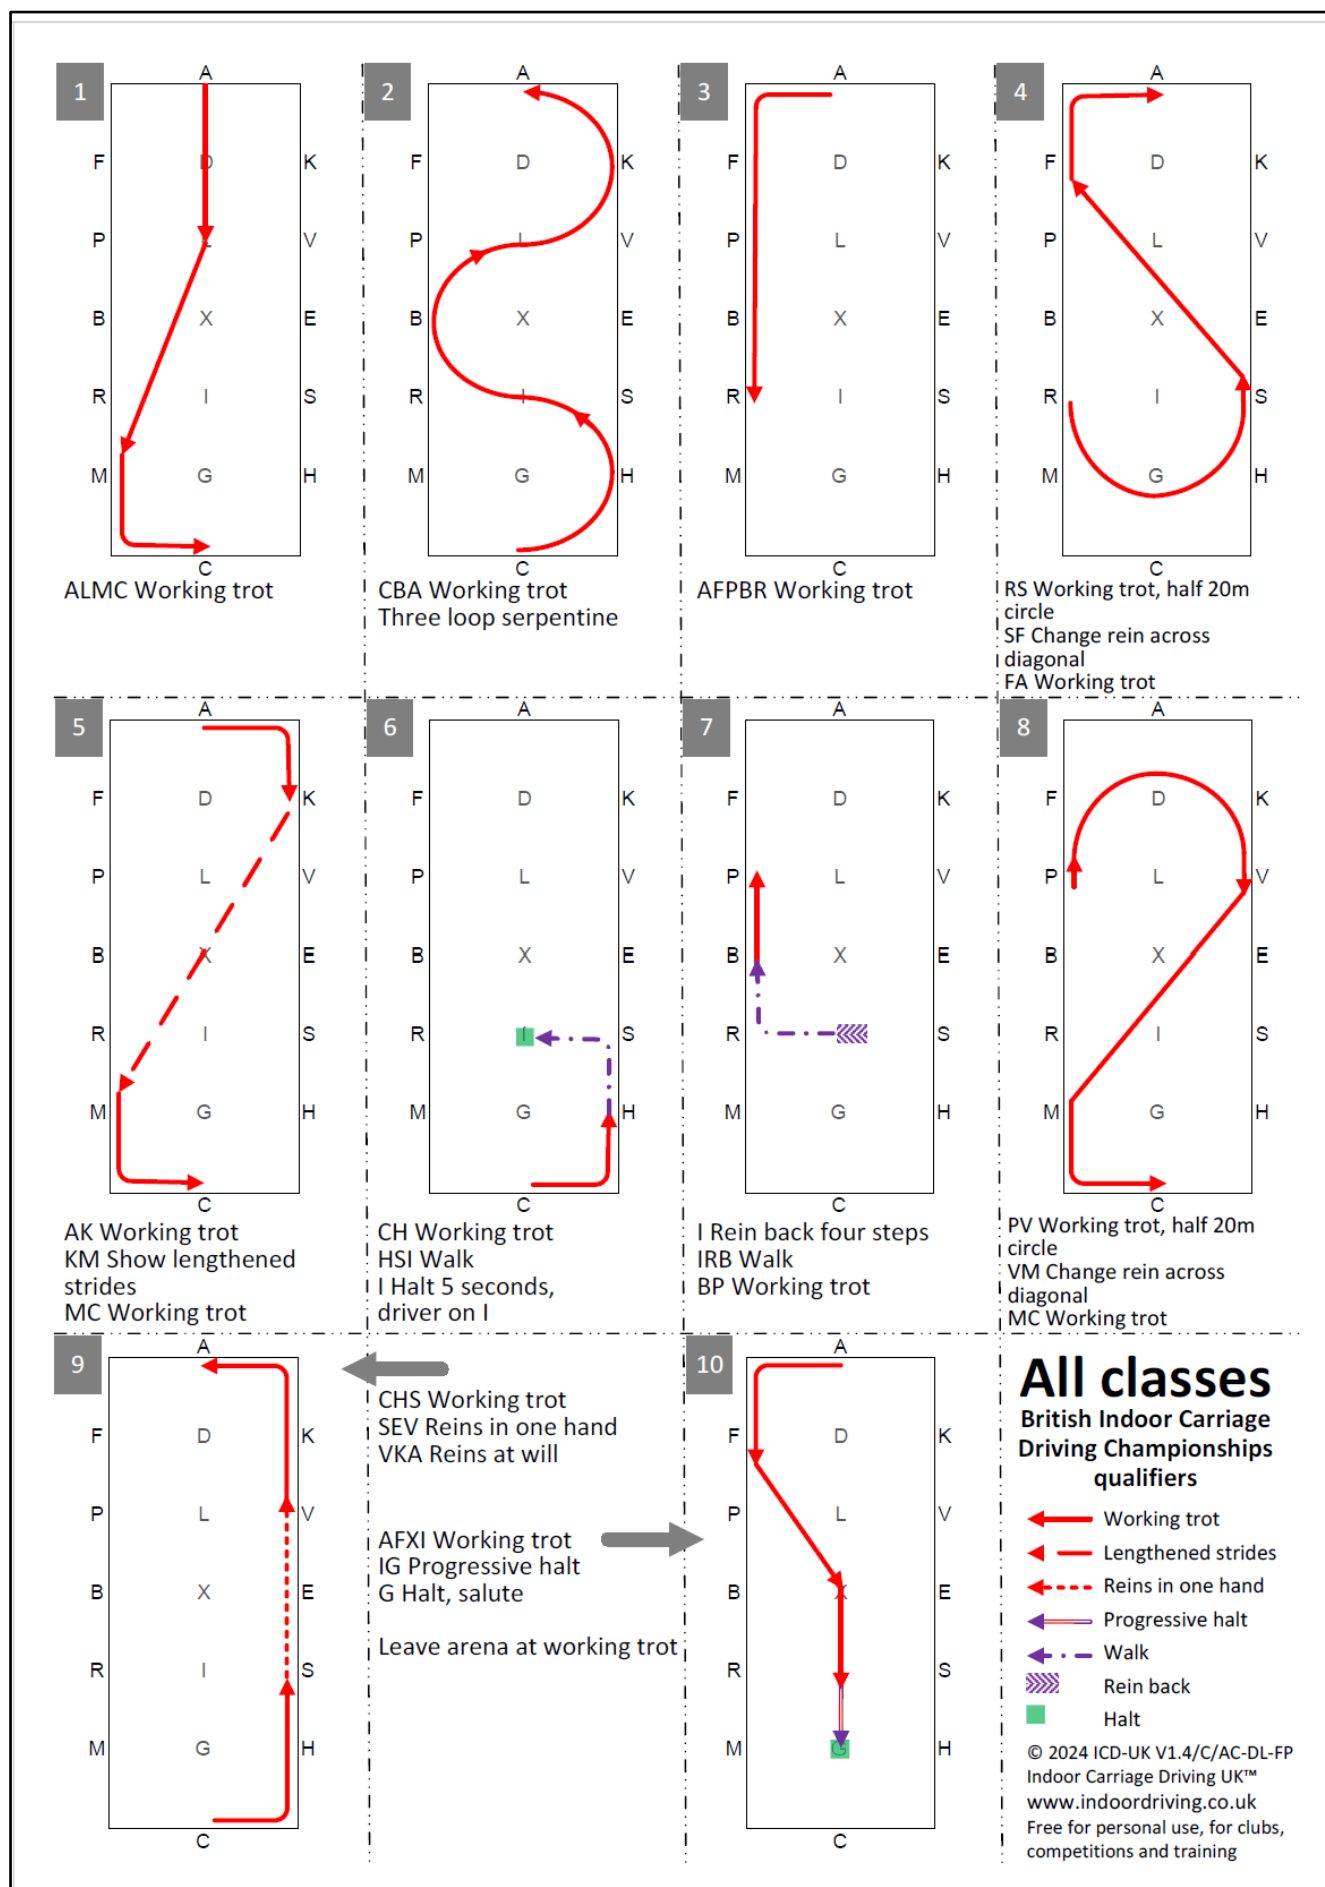 1
A
F D K
P L V
B X E
R I S
M G H
C
ALMC Working trot
2
A
F D K
P L V
B X E
R I S
M G H
C
CBA Working trot
Three loop serpentine
3
A
F D K
P L V
B X E
R I S
M G H
C
AFPBR Working trot
4
A
F D K
P L V
B X E
R I S
M G H
C
RS Working trot, half 20m
circle
SF Change rein across
diagonal
FA Working trot
5
A
F D K
P L V
B X E
R I S
M G H
C
AK Working trot
KM Show lengthened
strides
MC Working trot
6
A
F D K
P L V
B X E
R I S
M G H
C
CH Working trot
HSI Walk
I Halt 5 seconds,
driver on I
7
A
F D K
P L V
B X E
R S
M G H
C
I Rein back four steps
IRB Walk
BP Working trot
8
A
F D K
P L V
B X E
R I S
M G H
C
PV Working trot, half 20m
circle
VM Change rein across
diagonal
MC Working trot
9
A
F D K
P L V
B X E
R I S
M G H
C
CHS Working trot
SEV Reins in one hand
VKA Reins at will
AFXI Working trot
IG Progressive halt
G Halt, salute
Leave arena at working trot
10
A
F D K
P L V
B X E
R S
M G H
C
All classes
British Indoor Carriage
Driving Championships
qualifiers
Working trot
Lengthened strides
Reins in one hand
Progressive halt
Walk
Rein back
Halt
© 2024 ICD-UK V1.4/C/AC-DL-FP
Indoor Carriage Driving UK™
www.indoordriving.co.uk
Free for personal use, for clubs,
competitions and training